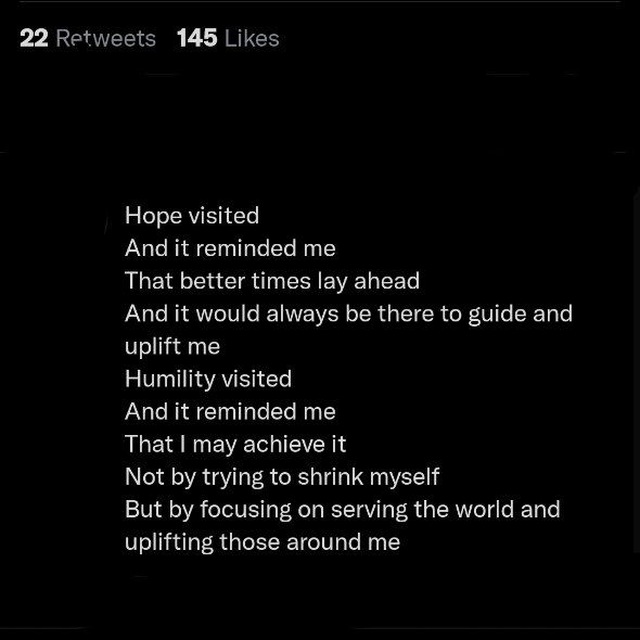 22 Retweets 145 Likes
Hope visited
And it reminded me
That better times lay ahead
And it would always be there to guide and
uplift me
Humility visited
And it reminded me
That I may achieve it
Not by trying to shrink myself
But by focusing on serving the world and
uplifting those around me